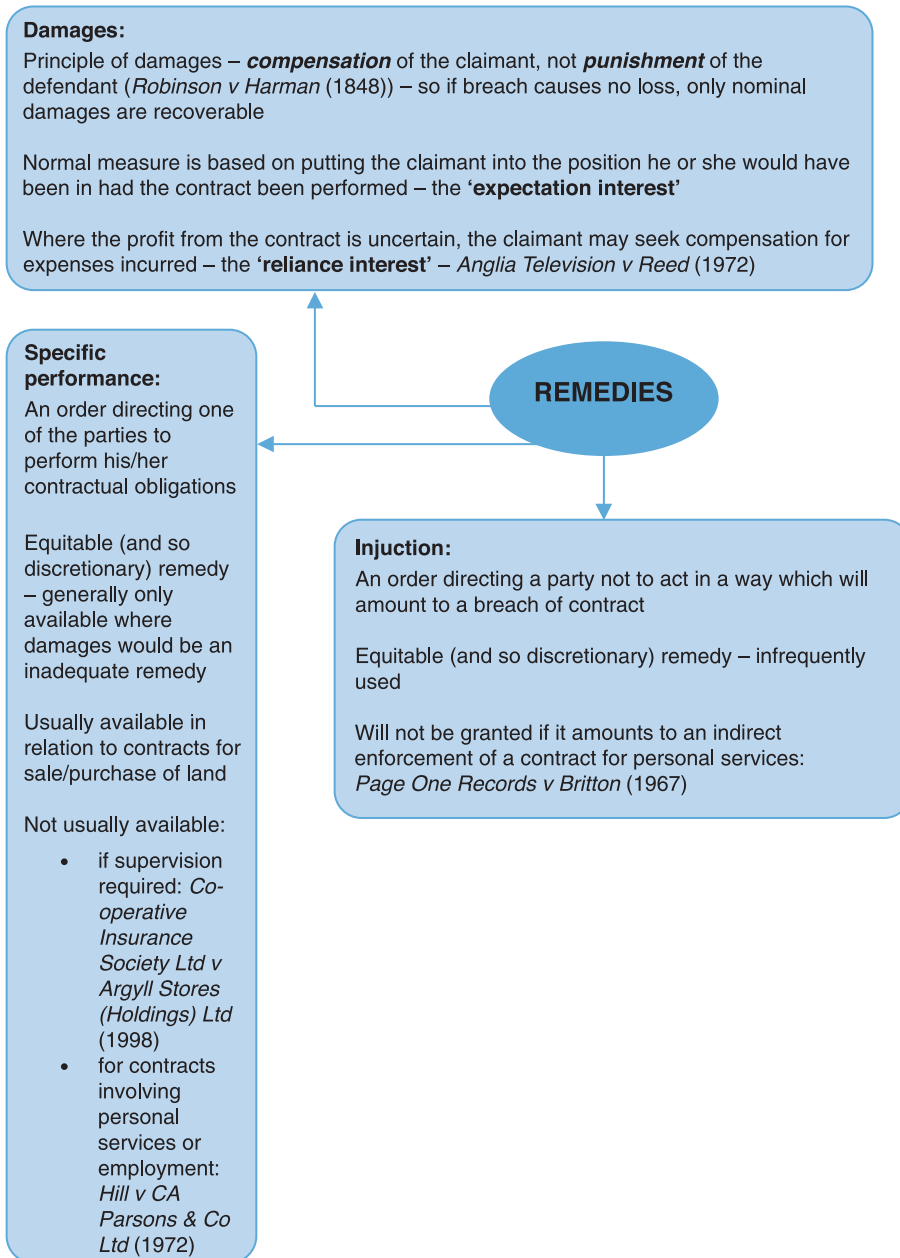 Damages:
Principle of damages – compensation of the claimant, not punishment of the
defendant (Robinson v Harman (1848)) – so if breach causes no loss, only nominal
damages are recoverable
Normal measure is based on putting the claimant into the position he or she would have
been in had the contract been performed – the ‘expectation interest’
Where the profit from the contract is uncertain, the claimant may seek compensation for
expenses incurred – the ‘reliance interest’ – Anglia Television v Reed (1972)
REMEDIES
Specific
performance:
An order directing one
of the parties to
perform his/her
contractual obligations
Equitable (and so
discretionary) remedy
– generally only
available where
damages would be an
inadequate remedy
Usually available in
relation to contracts for
sale/purchase of land
Not usually available:
• if supervision
required: Co-
operative
Insurance
Society Ltd v
Argyll Stores
(Holdings) Ltd
(1998)
• for contracts
involving
personal
services or
employment:
Hill v CA
Parsons & Co
Ltd (1972)
Injuction:
An order directing a party not to act in a way which will
amount to a breach of contract
Equitable (and so discretionary) remedy – infrequently
used
Will not be granted if it amounts to an indirect
enforcement of a contract for personal services:
Page One Records v Britton (1967)